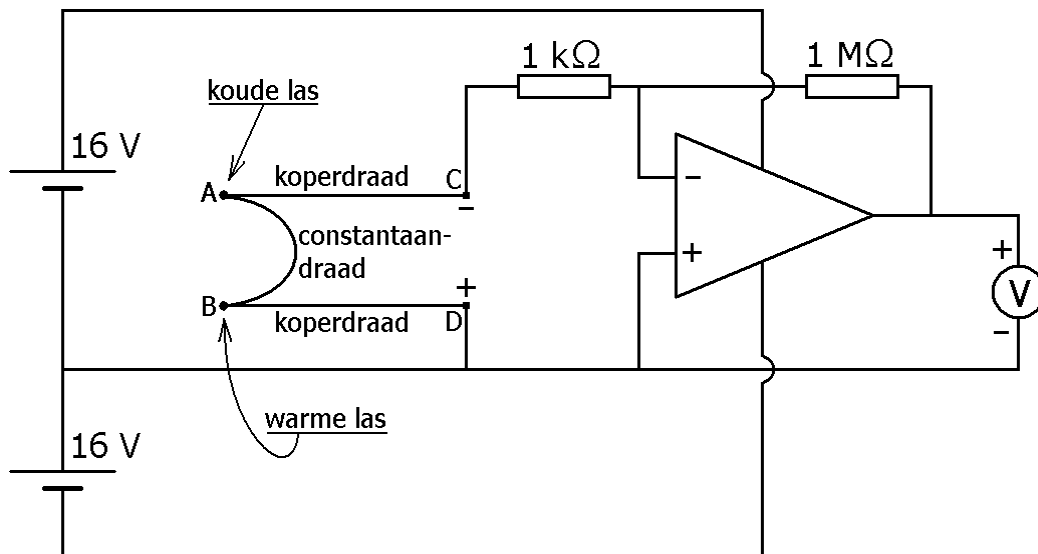 1 kΩ
1 MΩ
koude las
16 V
A
koperdraad
C
-
−
constantaan-
draad
+
+
+
V
−
B
koperdraad
D
warme las
16 V